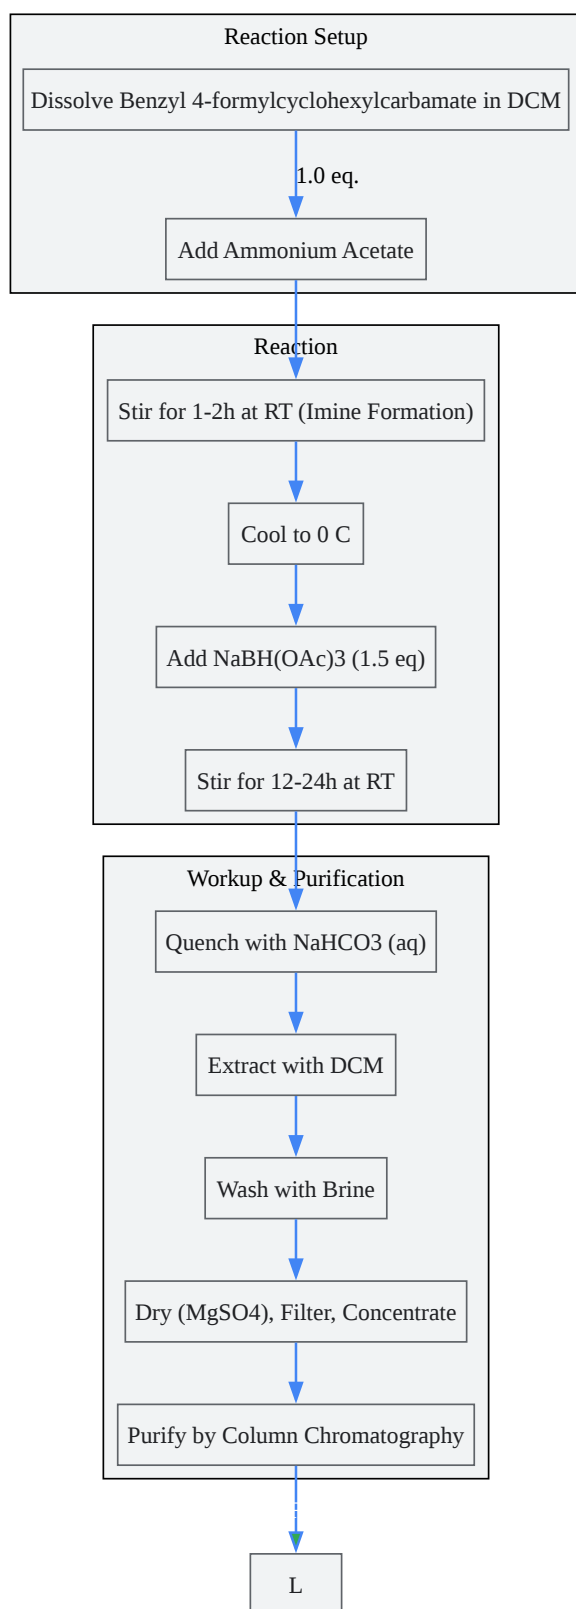 Reaction Setup
Dissolve Benzyl 4-formylcyclohexylcarbamate in DCM
1.0 eq.
Add Ammonium Acetate
Reaction
Stir for 1-2h at RT (Imine Formation)
Cool to 0 C
Add NaBH(OAc)3 (1.5 eq)
Stir for 12-24h at RT
Workup & Purification
Quench with NaHCO3 (aq)
Extract with DCM
Wash with Brine
Dry (MgSO4), Filter, Concentrate
Purify by Column Chromatography
L